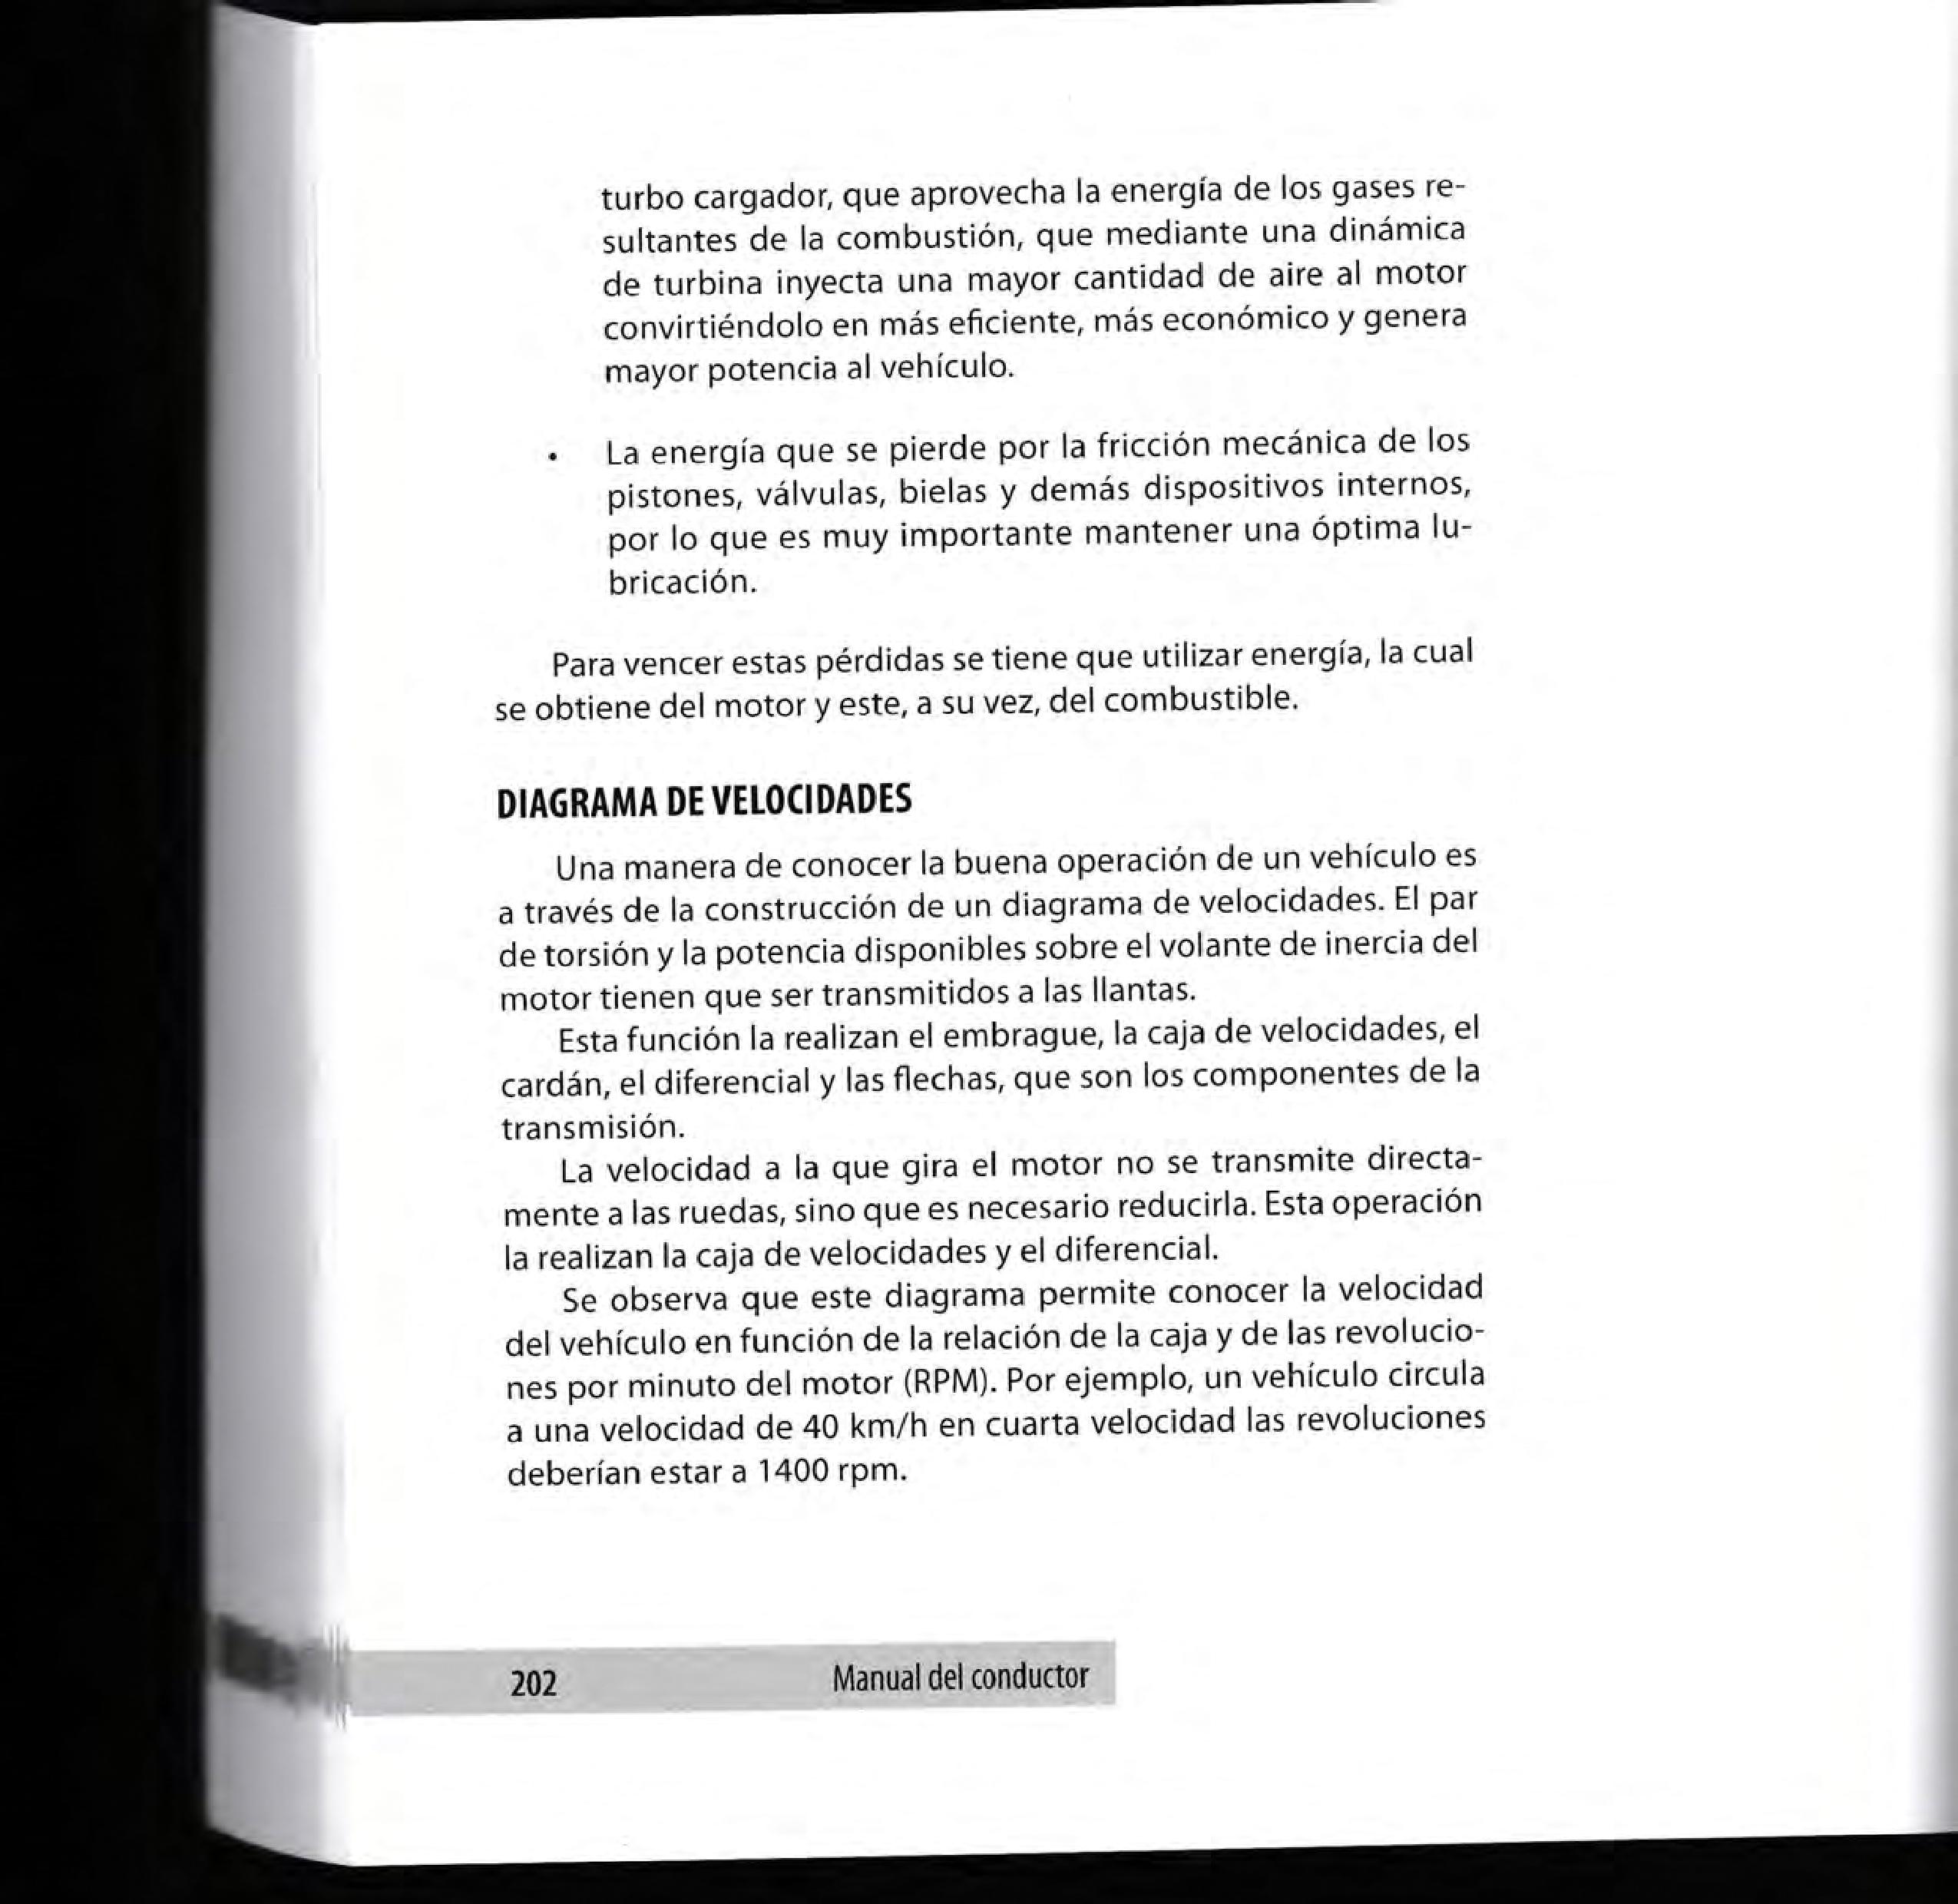 turbo cargador, que aprovecha la energía de los gases re-
sultantes de la combustión, que mediante una dinámica
de turbina inyecta una mayor cantidad de aire al motor
convirtiéndolo en más eficiente, más económico y genera
mayor potencia al vehículo.
• La energía que se pierde por la fricción mecánica de los
pistones, válvulas, bielas y demás dispositivos internos,
por lo que es muy importante mantener una óptima lu-
bricación.
Para vencer estas pérdidas se tiene que utilizar energía, la cual
se obtiene del motor y este, a su vez, del combustible.
DIAGRAMA DE VELOCIDADES
Una manera de conocer la buena operación de un vehículo es
a través de la construcción de un diagrama de velocidades. El par
de torsión y la potencia disponibles sobre el volante de inercia del
motor tienen que ser transmitidos a las llantas.
Esta función la realizan el embrague, la caja de velocidades, el
cardán, el diferencial y las flechas, que son los componentes de la
transmisión.
La velocidad a la que gira el motor no se transmite directa-
mente a las ruedas, sino que es necesario reducirla. Esta operación
la realizan la caja de velocidades y el diferencial.
Se observa que este diagrama permite conocer la velocidad
del vehículo en función de la relación de la caja y de las revolucio-
nes por minuto del motor (RPM). Por ejemplo, un vehículo circula
a una velocidad de 40 km/h en cuarta velocidad las revoluciones
deberían estar a 1400 rpm.
202 Manual del conductor